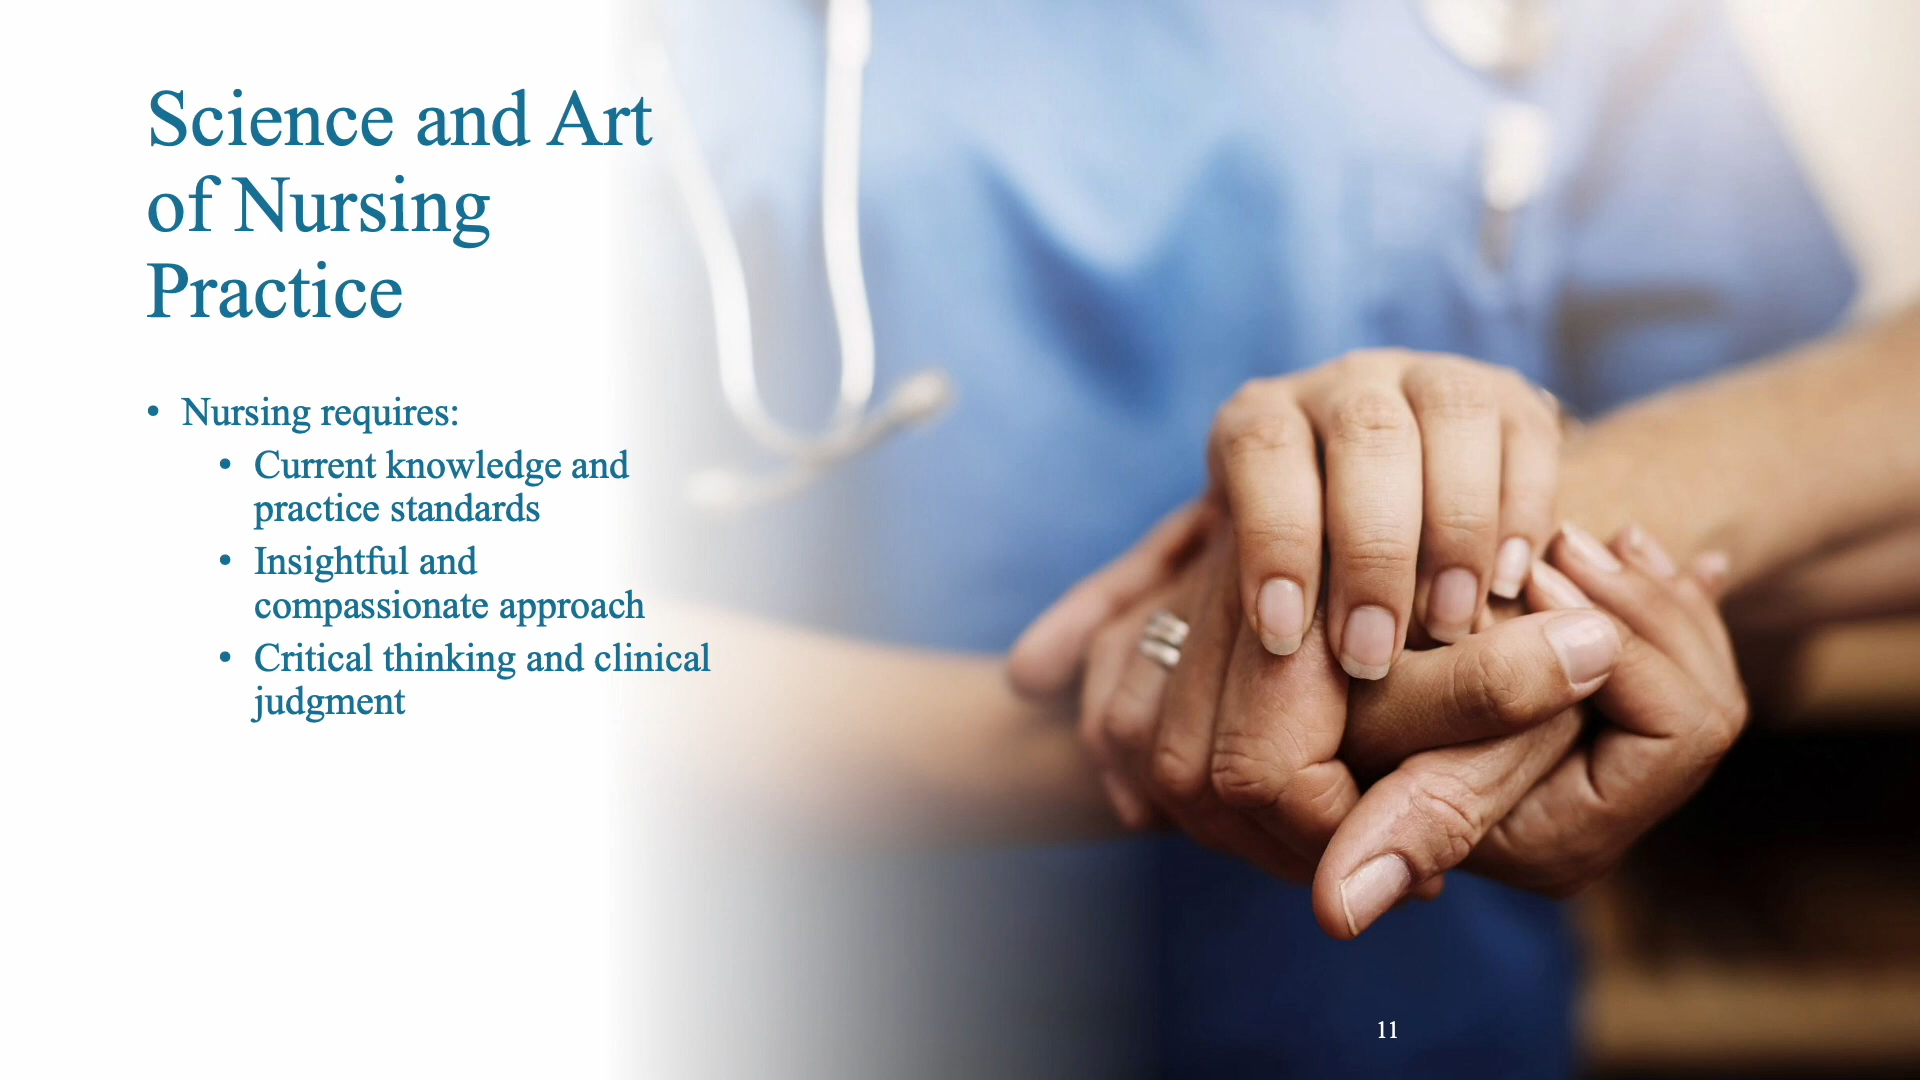 Science and Art
of Nursing
Practice
• Nursing requires:
• Current knowledge and
practice standards
• Insightful and
compassionate approach
• Critical thinking and clinical
judgment
11